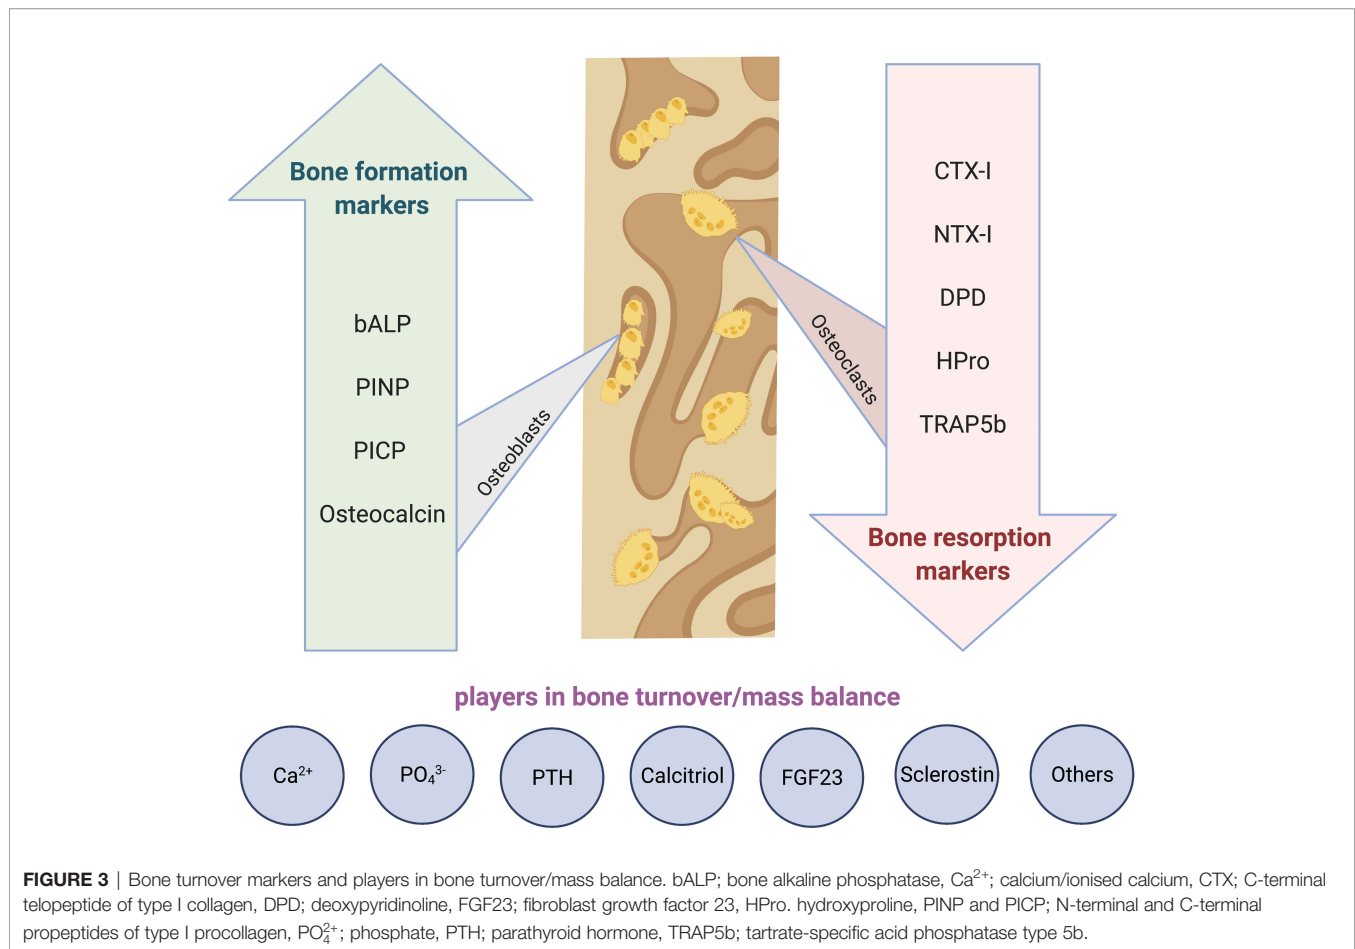 Bone formation
markers
bALP
PINP
PICP
Osteocalcin
Osteoblasts
Osteoclasts
CTX-I
NTX-I
DPD
HPro
TRAP5b
Bone resorption
markers
players in bone turnover/mass balance
Ca²⁺
PO₄³⁻
PTH
Calcitriol
FGF23
Sclerostin
Others
FIGURE 3 | Bone turnover markers and players in bone turnover/mass balance. bALP; bone alkaline phosphatase, Ca²⁺; calcium/ionised calcium, CTX; C-terminal
telopeptide of type I collagen, DPD; deoxypyridinoline, FGF23; fibroblast growth factor 23, HPro. hydroxyproline, PINP and PICP; N-terminal and C-terminal
propeptides of type I procollagen, PO₄²⁺; phosphate, PTH; parathyroid hormone, TRAP5b; tartrate-specific acid phosphatase type 5b.